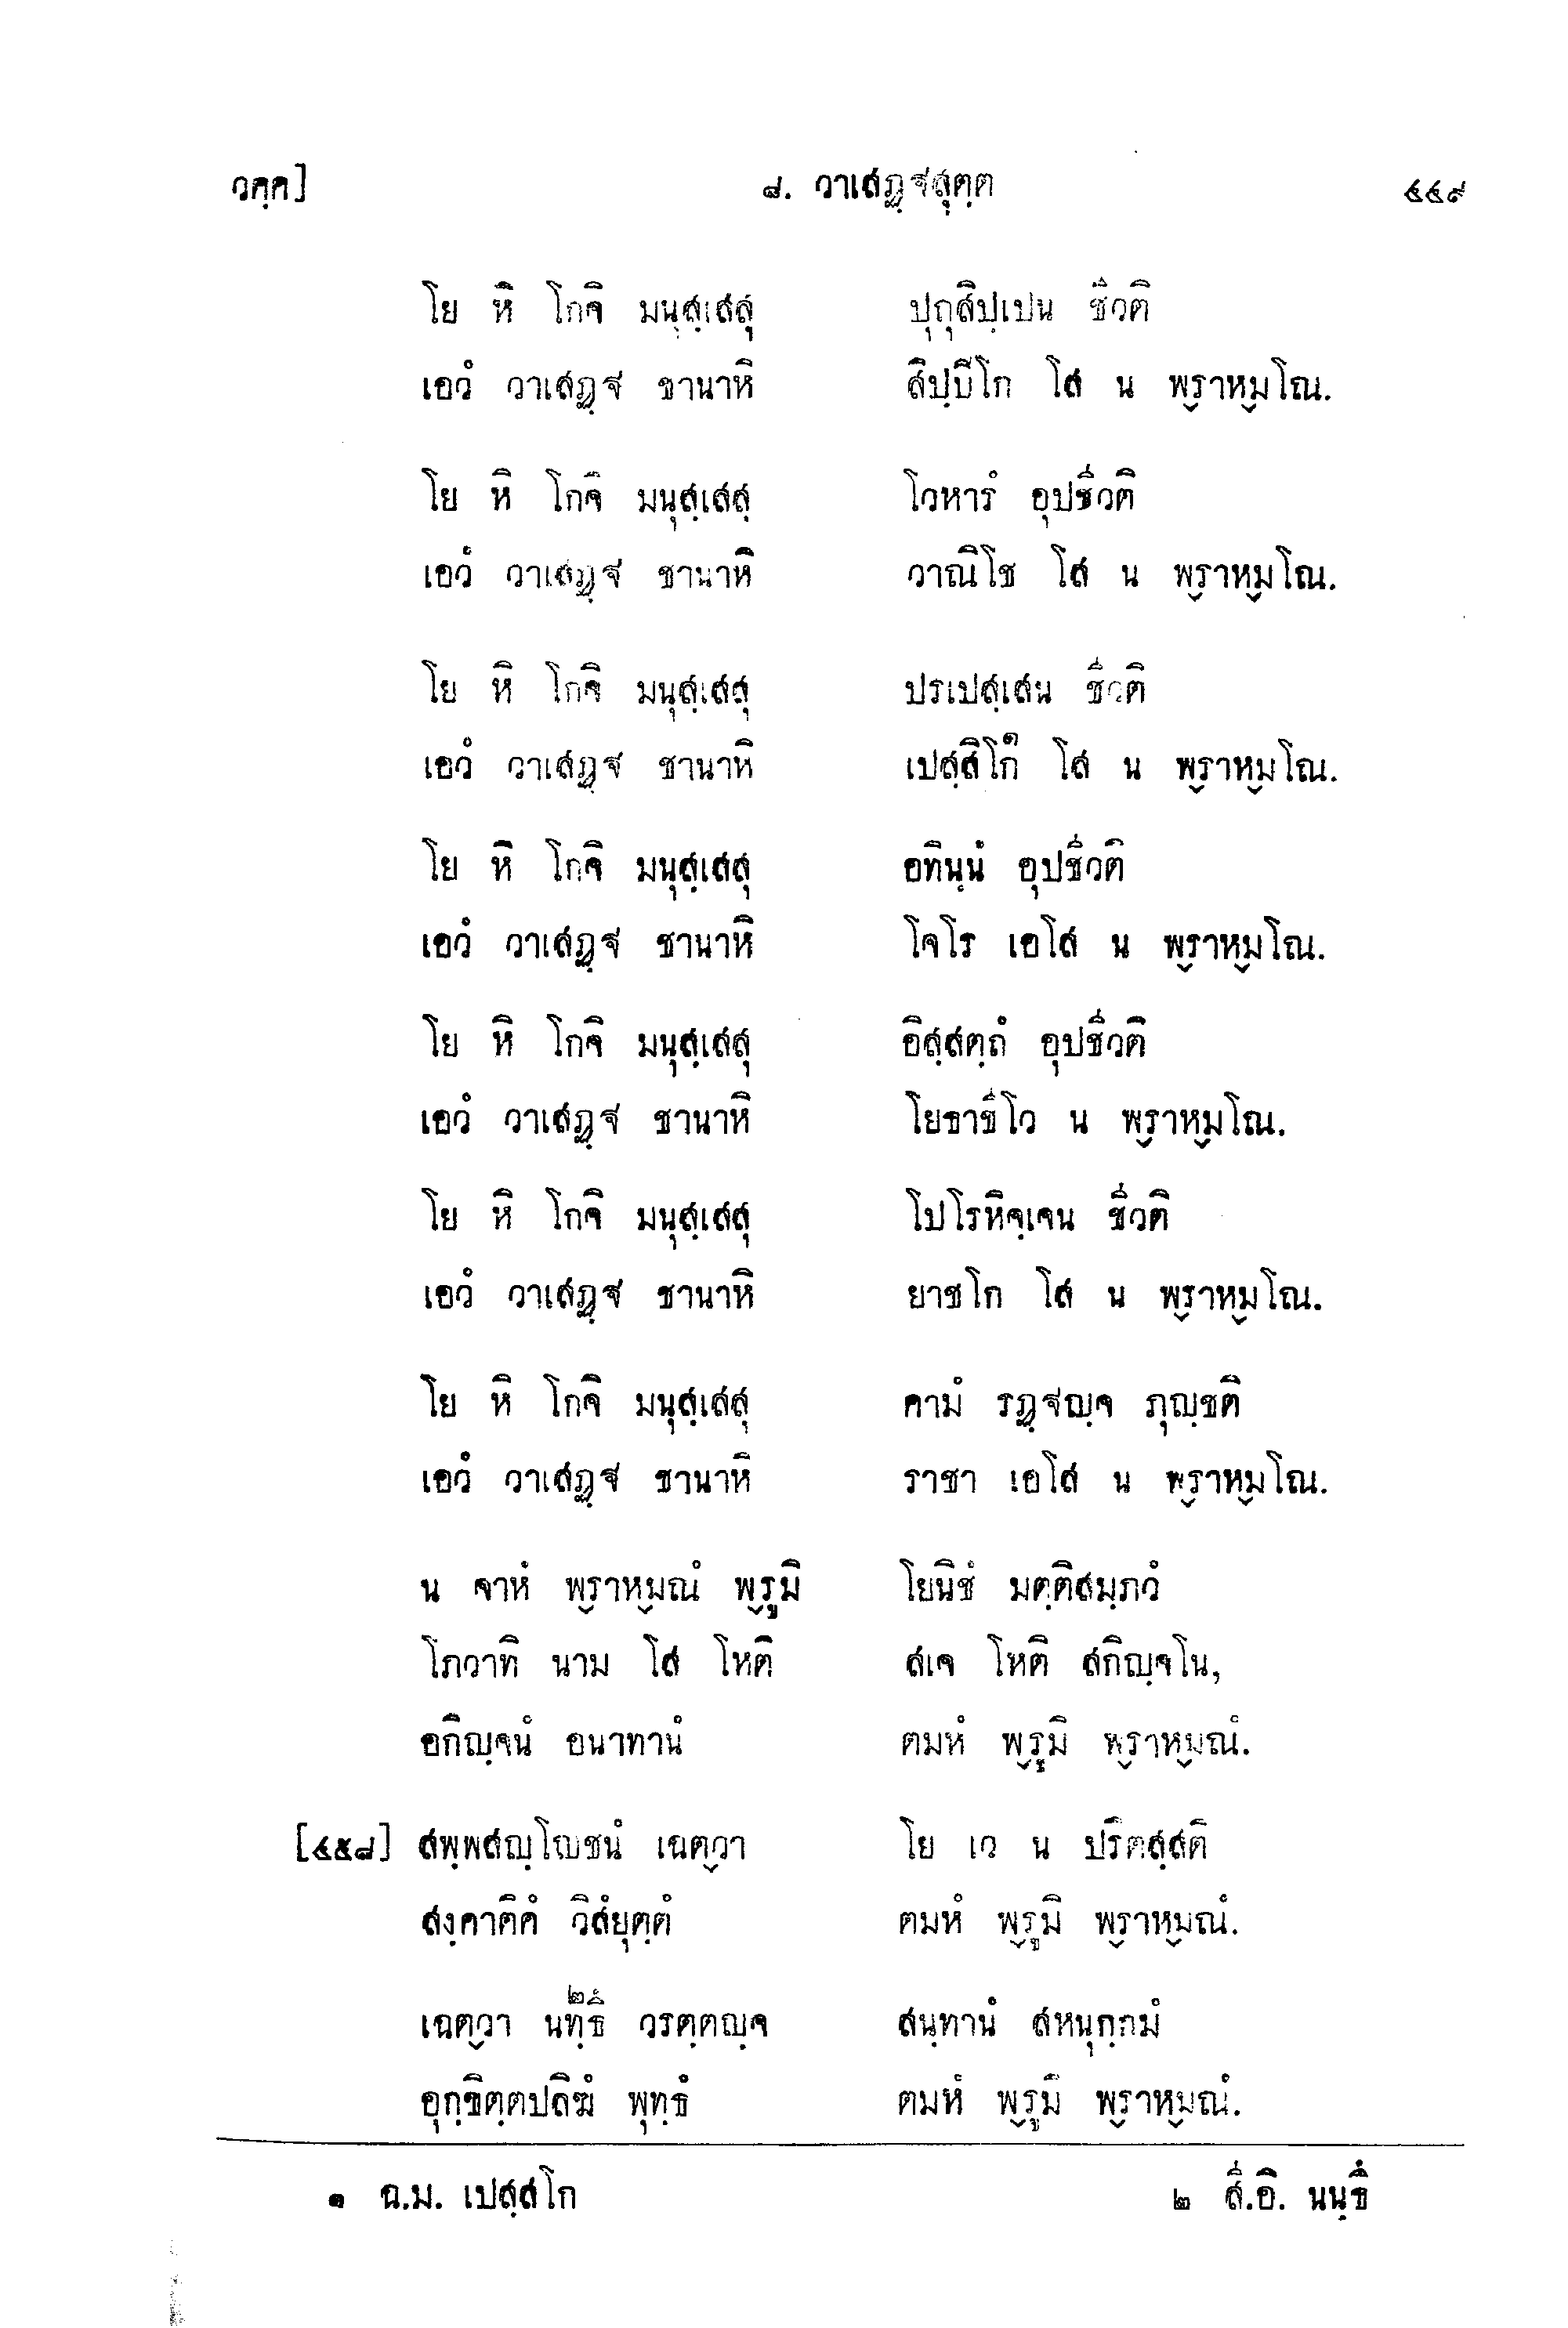 วคฺค]	๘. วาเสฏฺฐสุตฺต	๔๔๙
โย หิ โกจิ มนุสฺเสสุ	ปุถุสิปฺเปน ชีวติ
เอวํ วาเสฏฺฐ ชานาหิ	สิปฺปิโก โส น พฺราหฺมโณ.
โย หิ โกจิ มนุสฺเสสุ	โวหารํ อุปชีวติ
เอวํ วาเสฏฺฐ ชานาหิ	วาณิโช โส น พฺราหฺมโณ.
โย หิ โกจิ มนุสฺเสสุ	ปรเปสฺเสน ชีวติ
เอวํ วาเสฏฺฐ ชานาหิ	เปสฺสิโก๑ โส น พฺราหฺมโณ.
โย หิ โกจิ มนุสฺเสสุ	อทินฺนํ อุปชีวติ
เอวํ วาเสฏฺฐ ชานาหิ	โจโร เอโส น พฺราหฺมโณ.
โย หิ โกจิ มนุสฺเสสุ	อิสฺสตฺถํ อุปชีวติ
เอวํ วาเสฏฺฐ ชานาหิ	โยธาชีโว น พฺราหฺมโณ.
โย หิ โกจิ มนุสฺเสสุ	โปโรหิจฺเจน ชีวติ
เอวํ วาเสฏฺฐ ชานาหิ	ยาชโก โส น พฺราหฺมโณ.
โย หิ โกจิ มนุสฺเสสุ	คามํ รฏฺฐญฺจ ภุญฺชติ
เอวํ วาเสฏฺฐ ชานาหิ	ราชา เอโส น พฺราหฺมโณ.
น จาหํ พฺราหฺมณํ พฺรูมิ	โยนิชํ มตฺติสมฺภวํ
โภวาทิ นาม โส โหติ	สเจ โหติ สกิญฺจโน,
อกิญฺจนํ อนาทานํ	ตมหํ พฺรูมิ พฺราหฺมณํ.
[๔๕๘] สพฺพสญฺโญชนํ เฉตฺวา	โย เว น ปริตสฺสติ
สงฺคาติคํ วิสํยุตฺตํ	ตมหํ พฺรูมิ พฺราหฺมณํ.
เฉตฺวา นทฺธึ๒ วรตฺตญฺจ	สนฺทานํ สหนุกฺกมํ
อุกฺขิตฺตปลิฆํ พุทฺธํ	ตมหํ พฺรูมิ พฺราหฺมณํ.
๑ ฉ.ม. เปสฺสโก	๒ สี.อิ. นนฺธึ